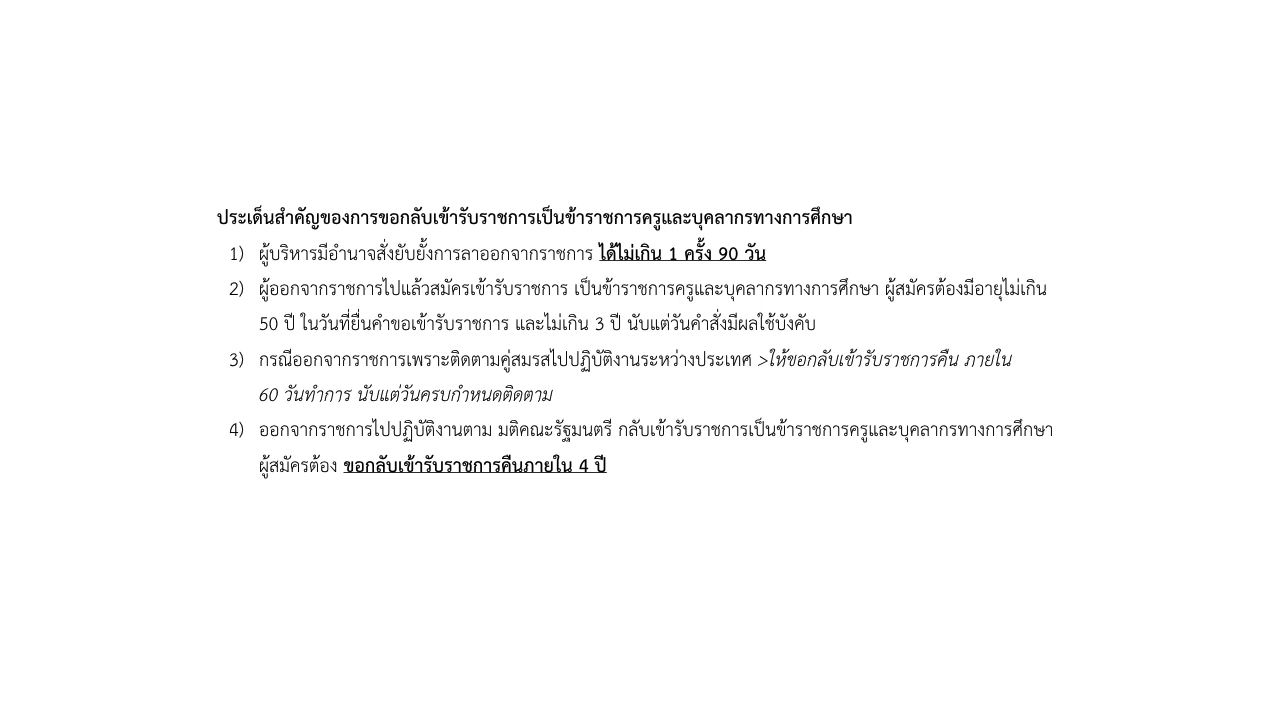 ประเด็นสำคัญของการขอกลับเข้ารับราชการเป็นข้าราชการครูและบุคลากรทางการศึกษา
1) ผู้บริหารมีอำนาจสั่งยับยั้งการลาออกจากราชการ ได้ไม่เกิน 1 ครั้ง 90 วัน
2) ผู้ออกจากราชการไปแล้วสมัครเข้ารับราชการ เป็นข้าราชการครูและบุคลากรทางการศึกษา ผู้สมัครต้องมีอายุไม่เกิน
50 ปี ในวันที่ยื่นคำขอเข้ารับราชการ และไม่เกิน 3 ปี นับแต่วันคำสั่งมีผลใช้บังคับ
3) กรณีออกจากราชการเพราะติดตามคู่สมรสไปปฏิบัติงานระหว่างประเทศ >ให้ขอกลับเข้ารับราชการคืน ภายใน
60 วันทำการ นับแต่วันครบกำหนดติดตาม
4) ออกจากราชการไปปฏิบัติงานตาม มติคณะรัฐมนตรี กลับเข้ารับราชการเป็นข้าราชการครูและบุคลากรทางการศึกษา
ผู้สมัครต้อง ขอกลับเข้ารับราชการคืนภายใน 4 ปี